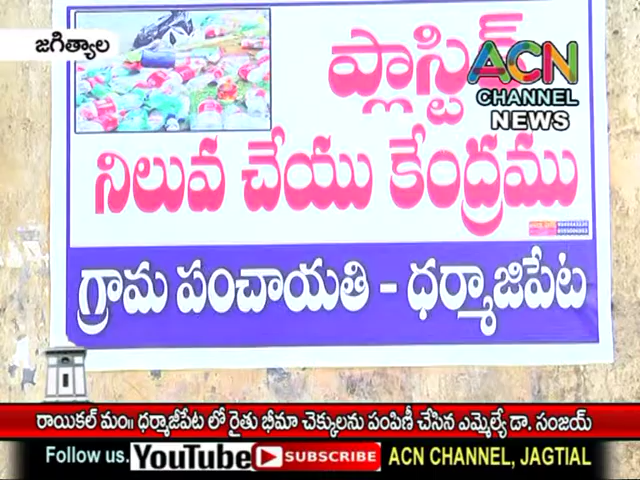 జగిత్యాల
ప్లాస్టిక్
ACN
CHANNEL
NEWS
నిలువ చేయు కేంద్రము
గ్రామ పంచాయతి - ధర్మాజిపేట
రాయికల్ మం॥ ధర్మాజీపేట లో రైతు భీమా చెక్కులను పంపిణీ చేసిన ఎమ్మెల్యే డా. సంజయ్
Follow us. YouTube SUBSCRIBE ACN CHANNEL, JAGTIAL